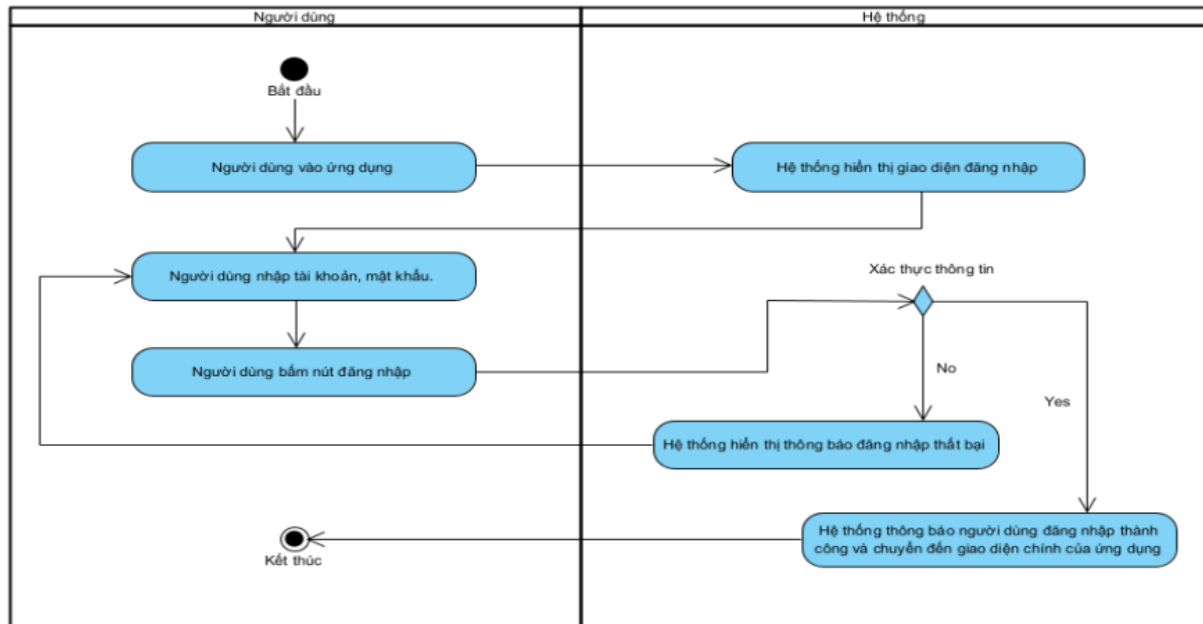 Người dùng
Hệ thống
Bắt đầu
Người dùng vào ứng dụng
Hệ thống hiển thị giao diện đăng nhập
Người dùng nhập tài khoản, mật khẩu.
Xác thực thông tin
Người dùng bấm nút đăng nhập
No
Yes
Hệ thống hiển thị thông báo đăng nhập thất bại
Hệ thống thông báo người dùng đăng nhập thành
công và chuyển đến giao diện chính của ứng dụng
Kết thúc